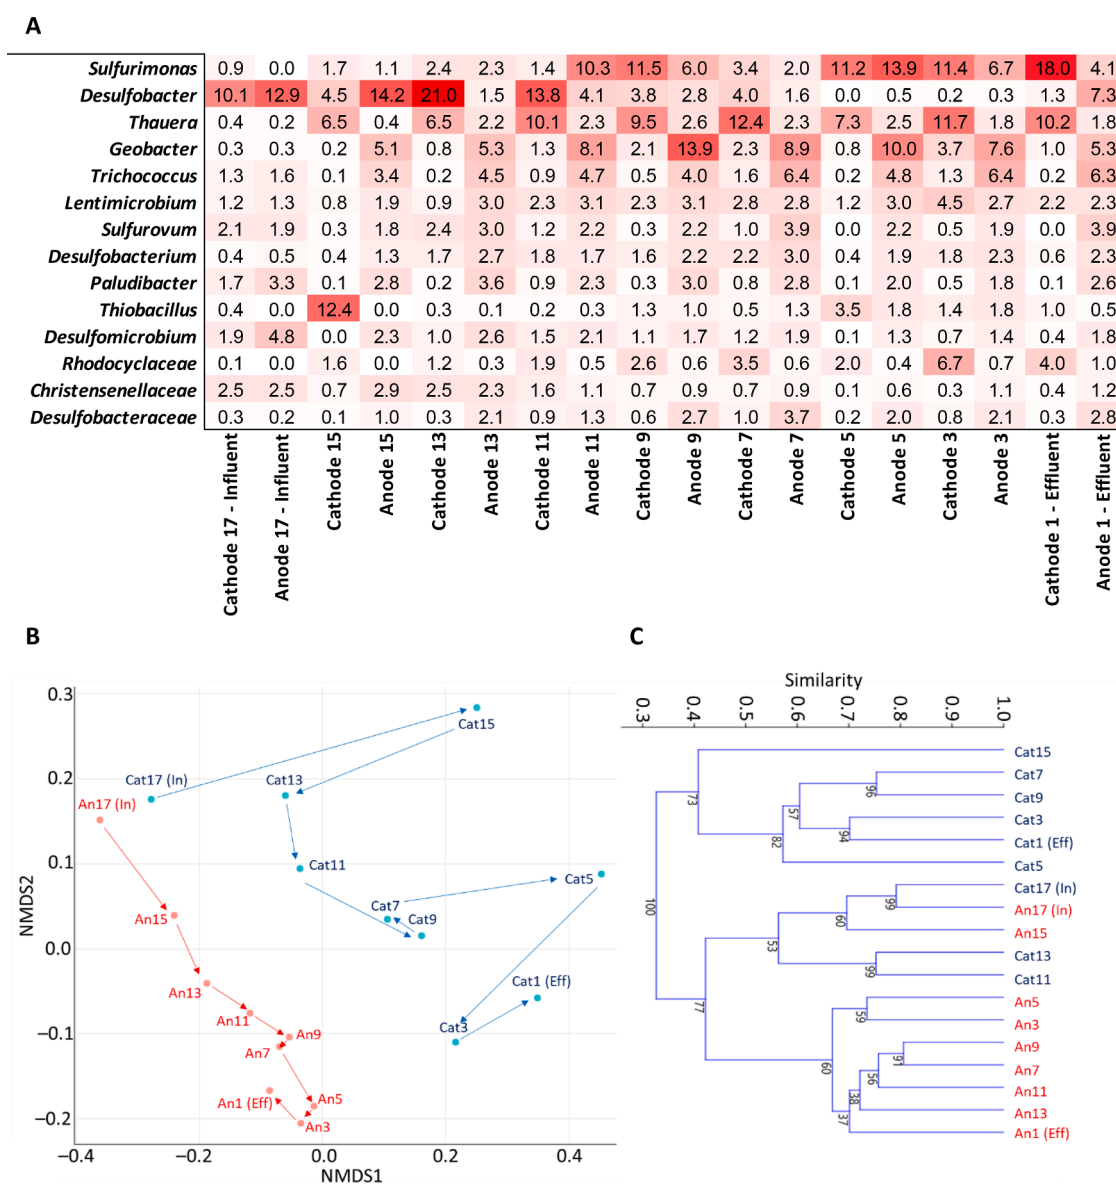 A
Sulfurimonas 0.9 0.0 1.7 1.1 2.4 2.3 1.4 10.3 11.5 6.0 3.4 2.0 11.2 13.9 11.4 6.7 18.0 4.1
Desulfobacter 10.1 12.9 4.5 14.2 21.0 1.5 13.8 4.1 3.8 2.8 4.0 1.6 0.0 0.5 0.2 0.3 1.3 7.3
Thauera 0.4 0.2 6.5 0.4 6.5 2.2 10.1 2.3 9.5 2.6 12.4 2.3 7.3 2.5 11.7 1.8 10.2 1.8
Geobacter 0.3 0.3 0.2 5.1 0.8 5.3 1.3 8.1 2.1 13.9 2.3 8.9 0.8 10.0 3.7 7.6 1.0 5.3
Trichococcus 1.3 1.6 0.1 3.4 0.2 4.5 0.9 4.7 0.5 4.0 1.6 6.4 0.2 4.8 1.3 6.4 0.2 6.3
Lentimicrobium 1.2 1.3 0.8 1.9 0.9 3.0 2.3 3.1 2.3 3.1 2.8 2.8 1.2 3.0 4.5 2.7 2.2 2.3
Sulfurovum 2.1 1.9 0.3 1.8 2.4 3.0 1.2 2.2 0.3 2.2 1.0 3.9 0.0 2.2 0.5 1.9 0.0 3.9
Desulfobacterium 0.4 0.5 0.4 1.3 1.7 2.7 1.8 1.7 1.6 2.2 2.2 3.0 0.4 1.9 1.8 2.3 0.6 2.3
Paludibacter 1.7 3.3 0.1 2.8 0.2 3.6 0.9 2.3 0.3 3.0 0.8 2.8 0.1 2.0 0.5 1.8 0.1 2.6
Thiobacillus 0.4 0.0 12.4 0.0 0.3 0.1 0.2 0.3 1.3 1.0 0.5 1.3 3.5 1.8 1.4 1.8 1.0 0.5
Desulfomicrobium 1.9 4.8 0.0 2.3 1.0 2.6 1.5 2.1 1.1 1.7 1.2 1.9 0.1 1.3 0.7 1.4 0.4 1.8
Rhodocyclaceae 0.1 0.0 1.6 0.0 1.2 0.3 1.9 0.5 2.6 0.6 3.5 0.6 2.0 0.4 6.7 0.7 4.0 1.0
Christensenellaceae 2.5 2.5 0.7 2.9 2.5 2.3 1.6 1.1 0.7 0.9 0.7 0.9 0.1 0.6 0.3 1.1 0.4 1.2
Desulfobacteraceae 0.3 0.2 0.1 1.0 0.3 2.1 0.9 1.3 0.6 2.7 1.0 3.7 0.2 2.0 0.8 2.1 0.3 2.8
Cathode 17 - Influent
Anode 17 - Influent
Cathode 15
Anode 15
Cathode 13
Anode 13
Cathode 11
Anode 11
Cathode 9
Anode 9
Cathode 7
Anode 7
Cathode 5
Anode 5
Cathode 3
Anode 3
Cathode 1 - Effluent
Anode 1 - Effluent
B
0.3
0.2
0.1
0.0
−0.1
−0.2
NMDS2
−0.4 −0.2 0.0 0.2 0.4
NMDS1
Cat15
Cat17 (In)
Cat13
An17 (In)
Cat11
Cat5
Cat7
Cat9
An15
An13
Cat1 (Eff)
An11
Cat3
An9
An7
An1 (Eff)
An5
An3
C
Similarity
0.3 0.4 0.5 0.6 0.7 0.8 0.9 1.0
Cat15
Cat7
Cat9
Cat3
Cat1 (Eff)
Cat5
Cat17 (In)
An17 (In)
An15
Cat13
Cat11
An5
An3
An9
An7
An11
An13
An1 (Eff)
73
96
57
94
82
100
99
60
53
99
77
59
91
56
60
38
37